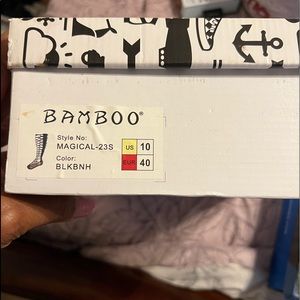 BAMBOO®
Style No:
MAGICAL-23S
Color:
BLKBNH
US 10
EUR 40